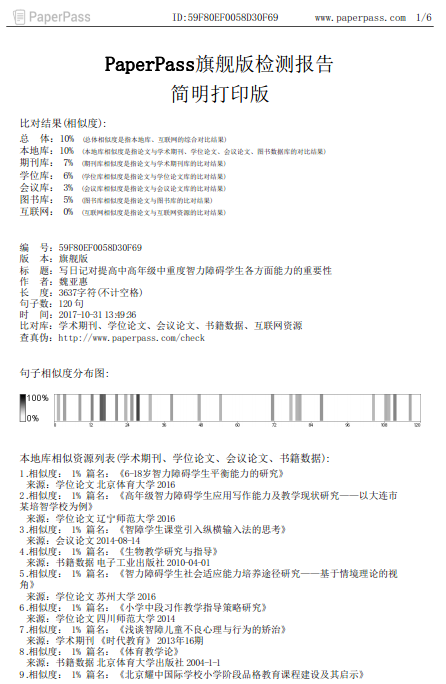 PaperPass ID:59F80EF0058D30F69 www.paperpass.com 1/6
PaperPass旗舰版检测报告
简明打印版
比对结果(相似度):
总 体: 10% (总体相似度是指本地库、互联网的综合对比结果)
本地库: 10% (本地库相似度是指论文与学术期刊、学位论文、会议论文、图书数据库的对比结果)
期刊库: 7% (期刊库相似度是指论文与学术期刊库的比对结果)
学位库: 6% (学位库相似度是指论文与学位论文库的比对结果)
会议库: 3% (会议库相似度是指论文与会议论文库的比对结果)
图书库: 5% (图书库相似度是指论文与图书库的比对结果)
互联网: 0% (互联网相似度是指论文与互联网资源的比对结果)
编 号: 59F80EF0058D30F69
版 本: 旗舰版
标 题: 写日记对提高中高年级中重度智力障碍学生各方面能力的重要性
作 者: 魏亚惠
长 度: 3637字符(不计空格)
句子数: 120句
时 间: 2017-10-31 13:49:36
比对库: 学术期刊、学位论文、会议论文、书籍数据、互联网资源
查真伪: http://www.paperpass.com/check
句子相似度分布图:
100%
0%
0 12 24 36 48 60 72 84 96 108 120
本地库相似资源列表(学术期刊、学位论文、会议论文、书籍数据):
1.相似度: 1% 篇名: 《6-18岁智力障碍学生平衡能力的研究》
来源: 学位论文 北京体育大学 2016
2.相似度: 1% 篇名: 《高年级智力障碍学生应用写作能力及教学现状研究——以大连市
某培智学校为例》
来源: 学位论文 辽宁师范大学 2016
3.相似度: 1% 篇名: 《智障学生课堂引入纵横输入法的思考》
来源: 会议论文 2014-08-14
4.相似度: 1% 篇名: 《生物教学研究与指导》
来源: 书籍数据 电子工业出版社 2010-04-01
5.相似度: 1% 篇名: 《智力障碍学生社会适应能力培养途径研究——基于情境理论的视
角》
来源: 学位论文 苏州大学 2016
6.相似度: 1% 篇名: 《小学中段习作教学指导策略研究》
来源: 学位论文 四川师范大学 2014
7.相似度: 1% 篇名: 《浅谈智障儿童不良心理与行为的矫治》
来源: 学术期刊 《时代教育》 2013年16期
8.相似度: 1% 篇名: 《体育教学论》
来源: 书籍数据 北京体育大学出版社 2004-1-1
9.相似度: 1% 篇名: 《北京耀中国际学校小学阶段品格教育课程建设及其启示》